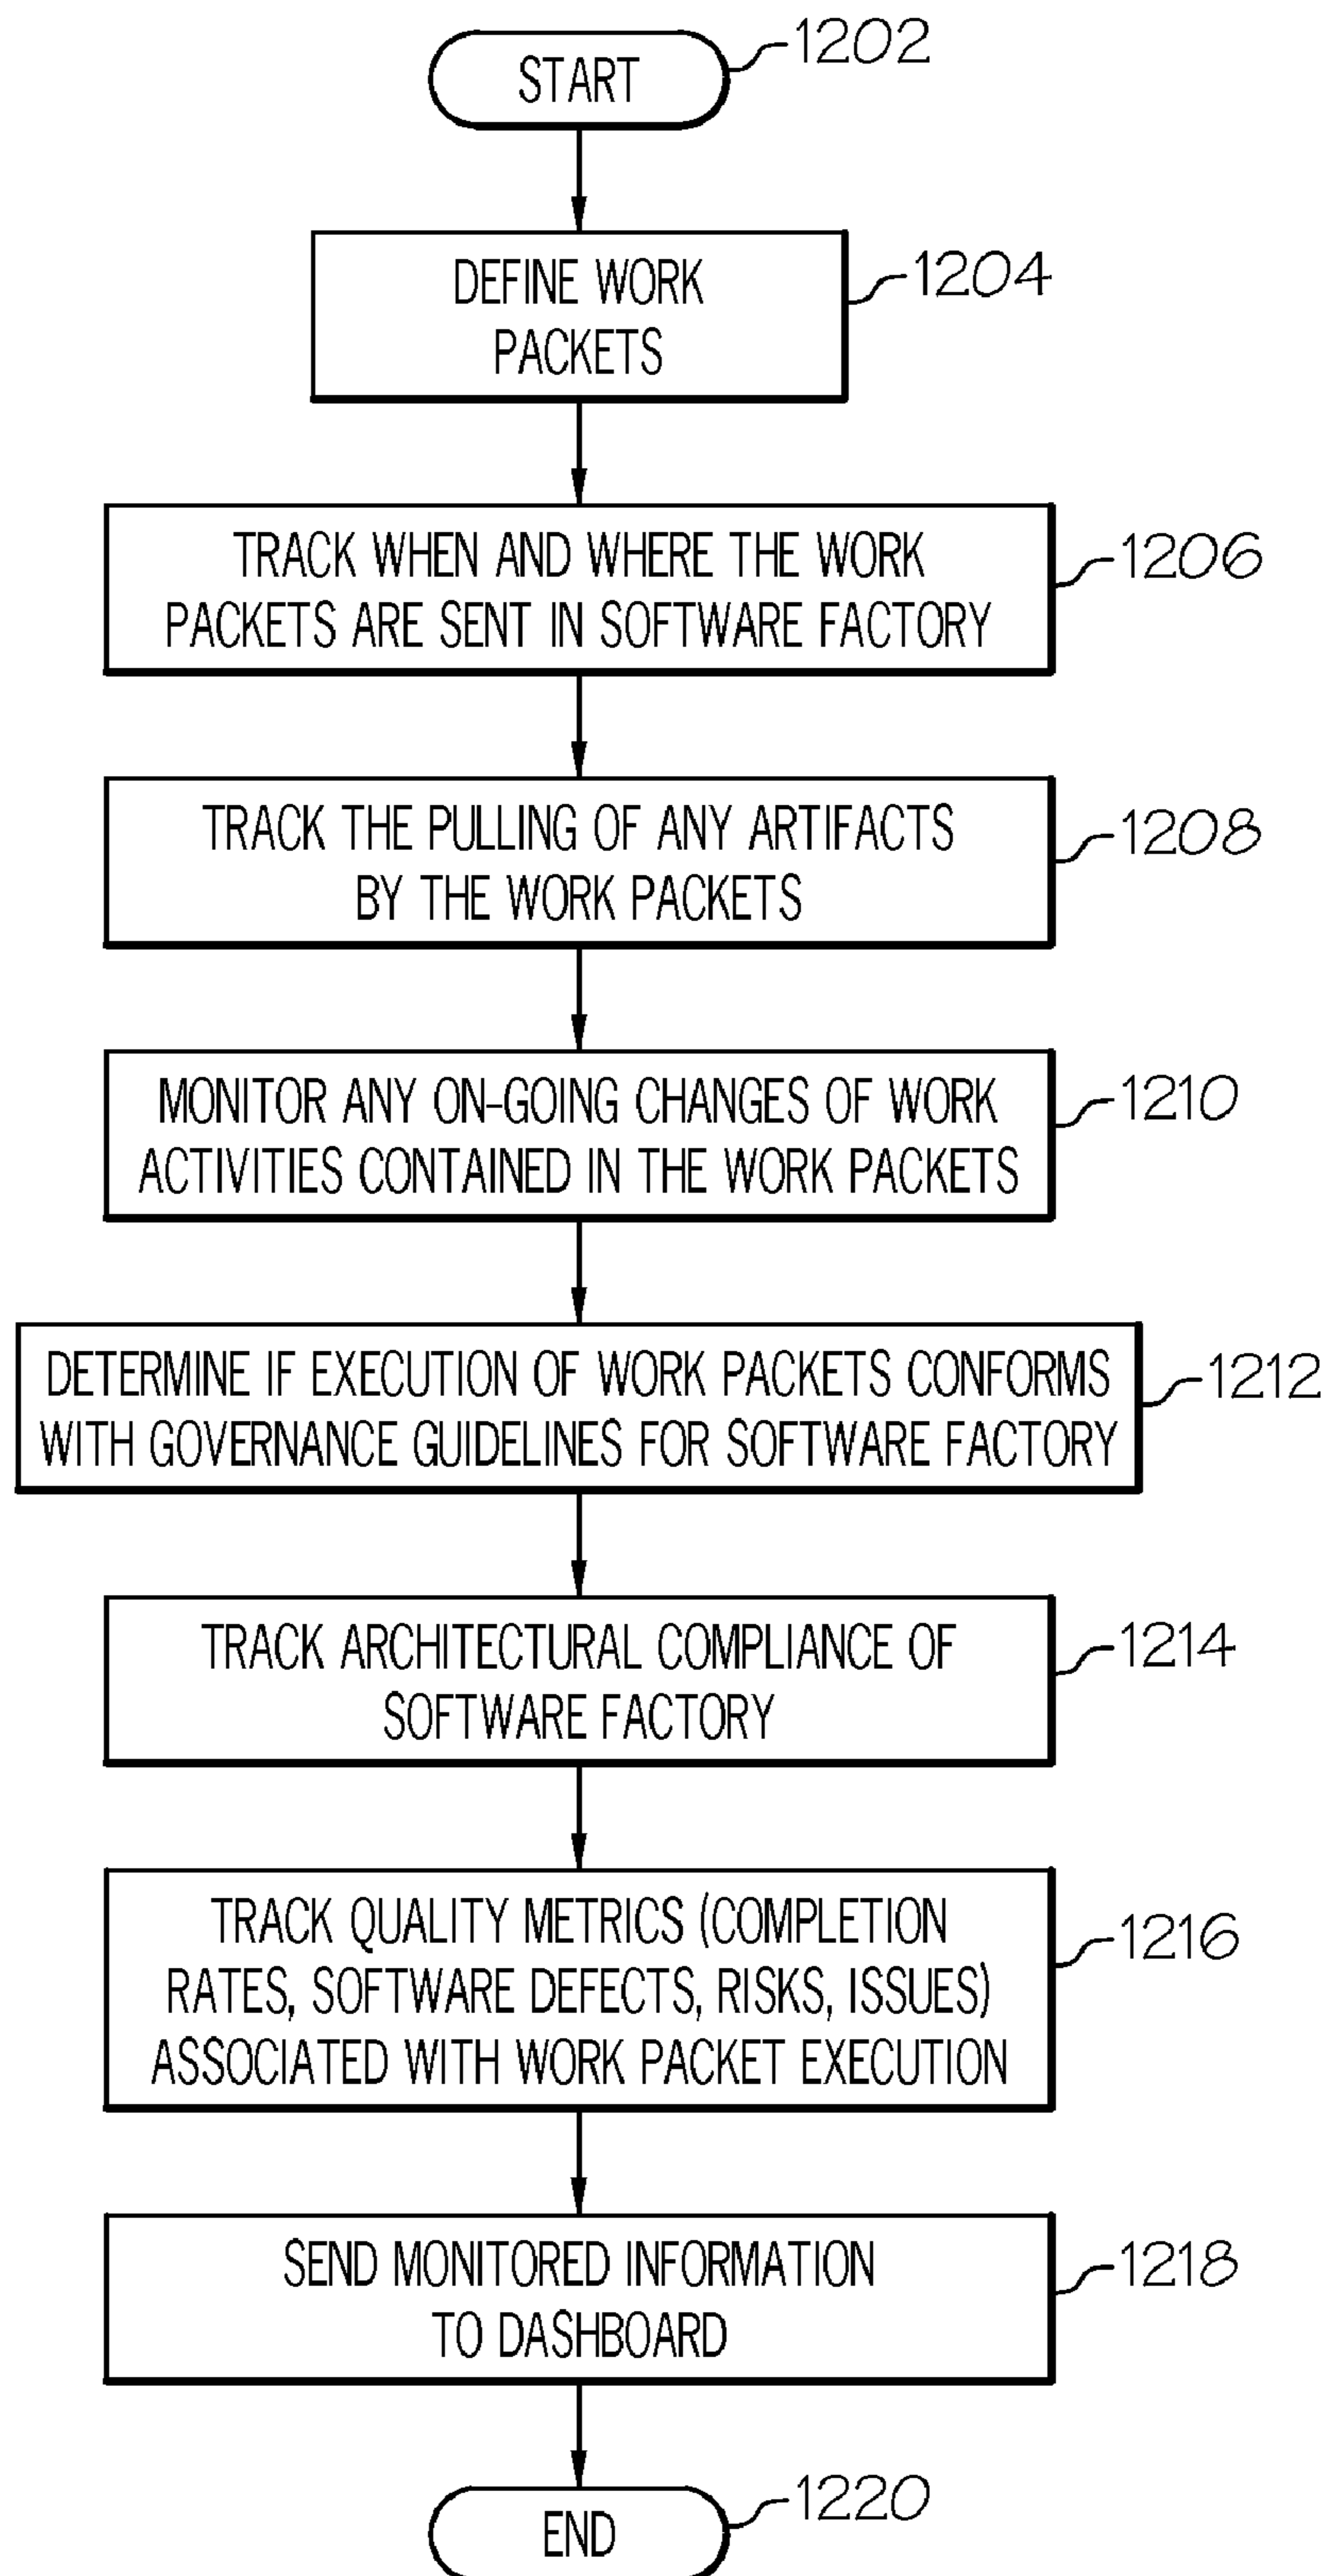 START
1202
DEFINE WORK
PACKETS
1204
TRACK WHEN AND WHERE THE WORK
PACKETS ARE SENT IN SOFTWARE FACTORY
1206
TRACK THE PULLING OF ANY ARTIFACTS
BY THE WORK PACKETS
1208
MONITOR ANY ON-GOING CHANGES OF WORK
ACTIVITIES CONTAINED IN THE WORK PACKETS
1210
DETERMINE IF EXECUTION OF WORK PACKETS CONFORMS
WITH GOVERNANCE GUIDELINES FOR SOFTWARE FACTORY
1212
TRACK ARCHITECTURAL COMPLIANCE OF
SOFTWARE FACTORY
1214
TRACK QUALITY METRICS (COMPLETION
RATES, SOFTWARE DEFECTS, RISKS, ISSUES)
ASSOCIATED WITH WORK PACKET EXECUTION
1216
SEND MONITORED INFORMATION
TO DASHBOARD
1218
END
1220